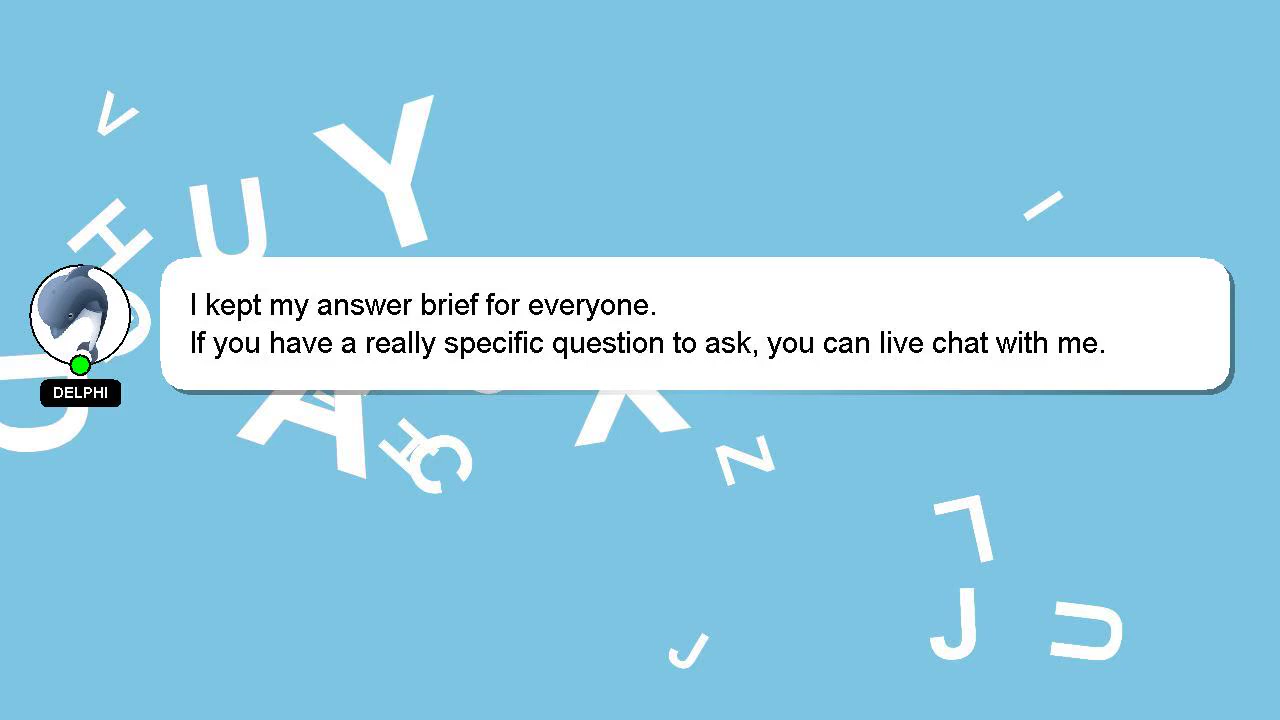 V
Y
U
H
I
I kept my answer brief for everyone.
If you have a really specific question to ask, you can live chat with me.
DELPHI
U
A
H
C
X
N
L
J
U
J